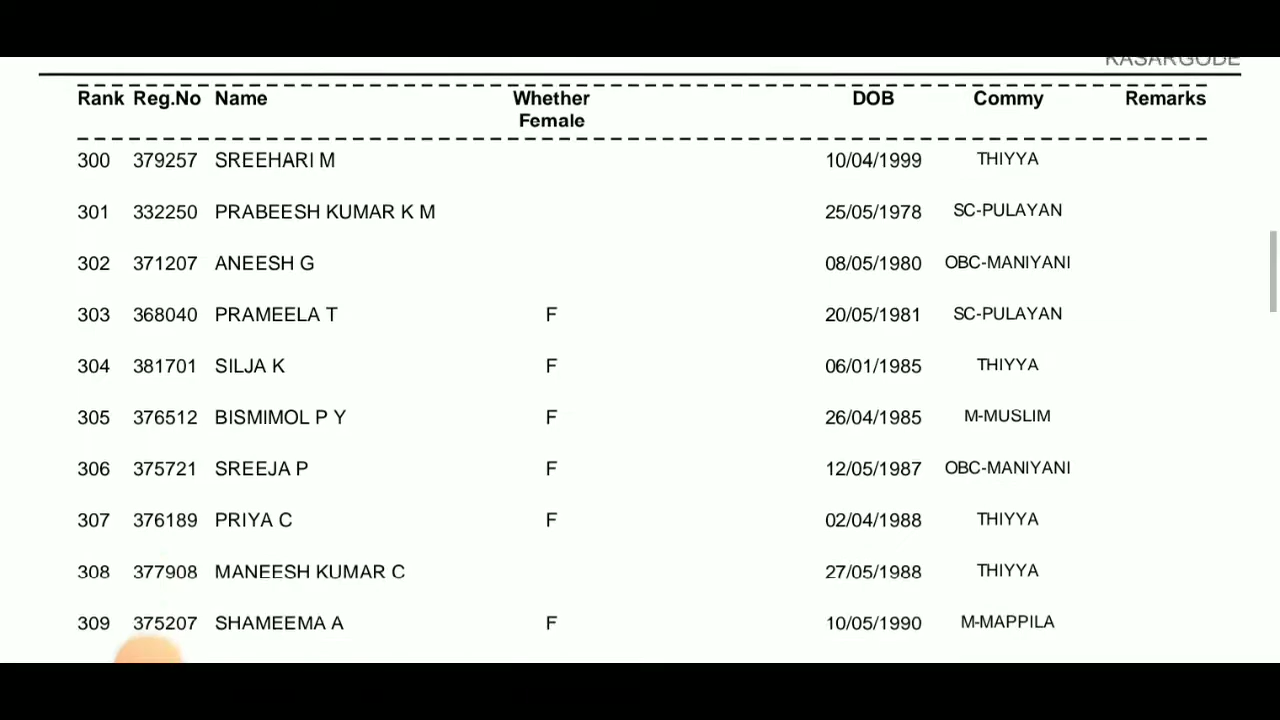 KASARGODE
Rank Reg.No Name Whether Female DOB Commy Remarks
300 379257 SREEHARI M 10/04/1999 THIYYA
301 332250 PRABEESH KUMAR K M 25/05/1978 SC-PULAYAN
302 371207 ANEESH G 08/05/1980 OBC-MANIYANI
303 368040 PRAMEELA T F 20/05/1981 SC-PULAYAN
304 381701 SILJA K F 06/01/1985 THIYYA
305 376512 BISMIMOL P Y F 26/04/1985 M-MUSLIM
306 375721 SREEJA P F 12/05/1987 OBC-MANIYANI
307 376189 PRIYA C F 02/04/1988 THIYYA
308 377908 MANEESH KUMAR C 27/05/1988 THIYYA
309 375207 SHAMEEMA A F 10/05/1990 M-MAPPILA